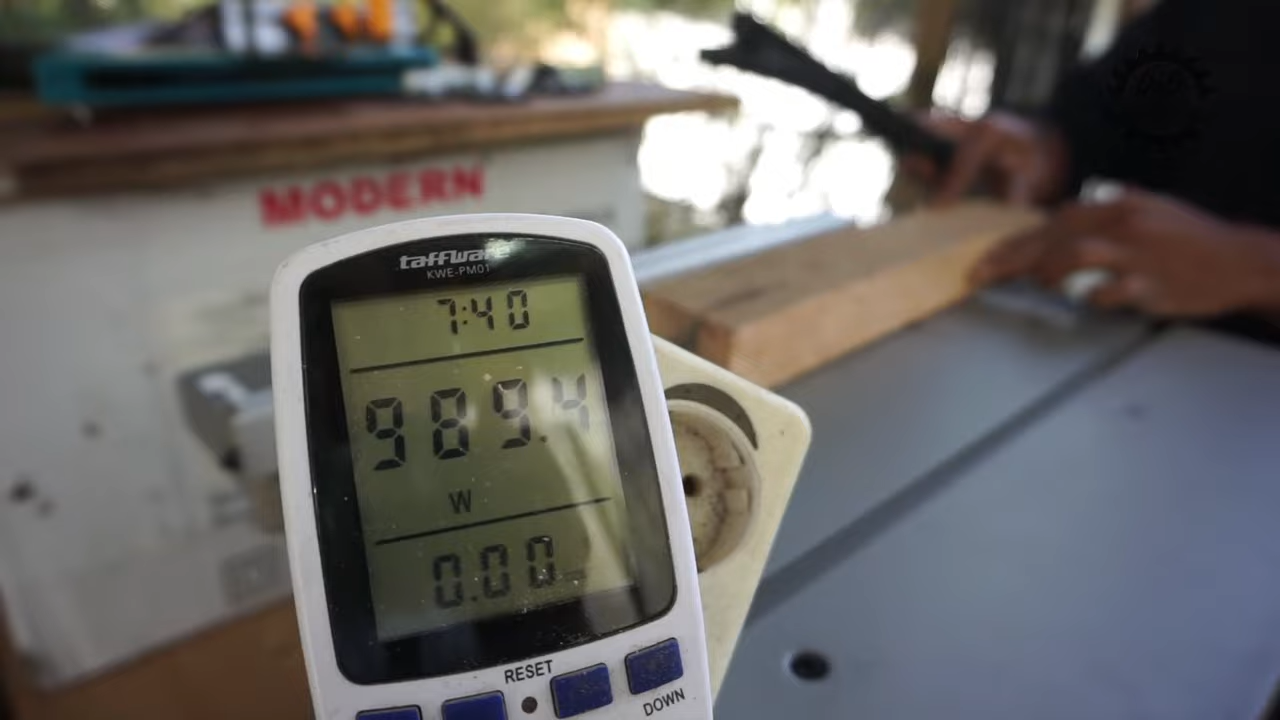 MODERN
taffware
KWE-PM01
7:40
989.4
W
0.00
RESET
DOWN